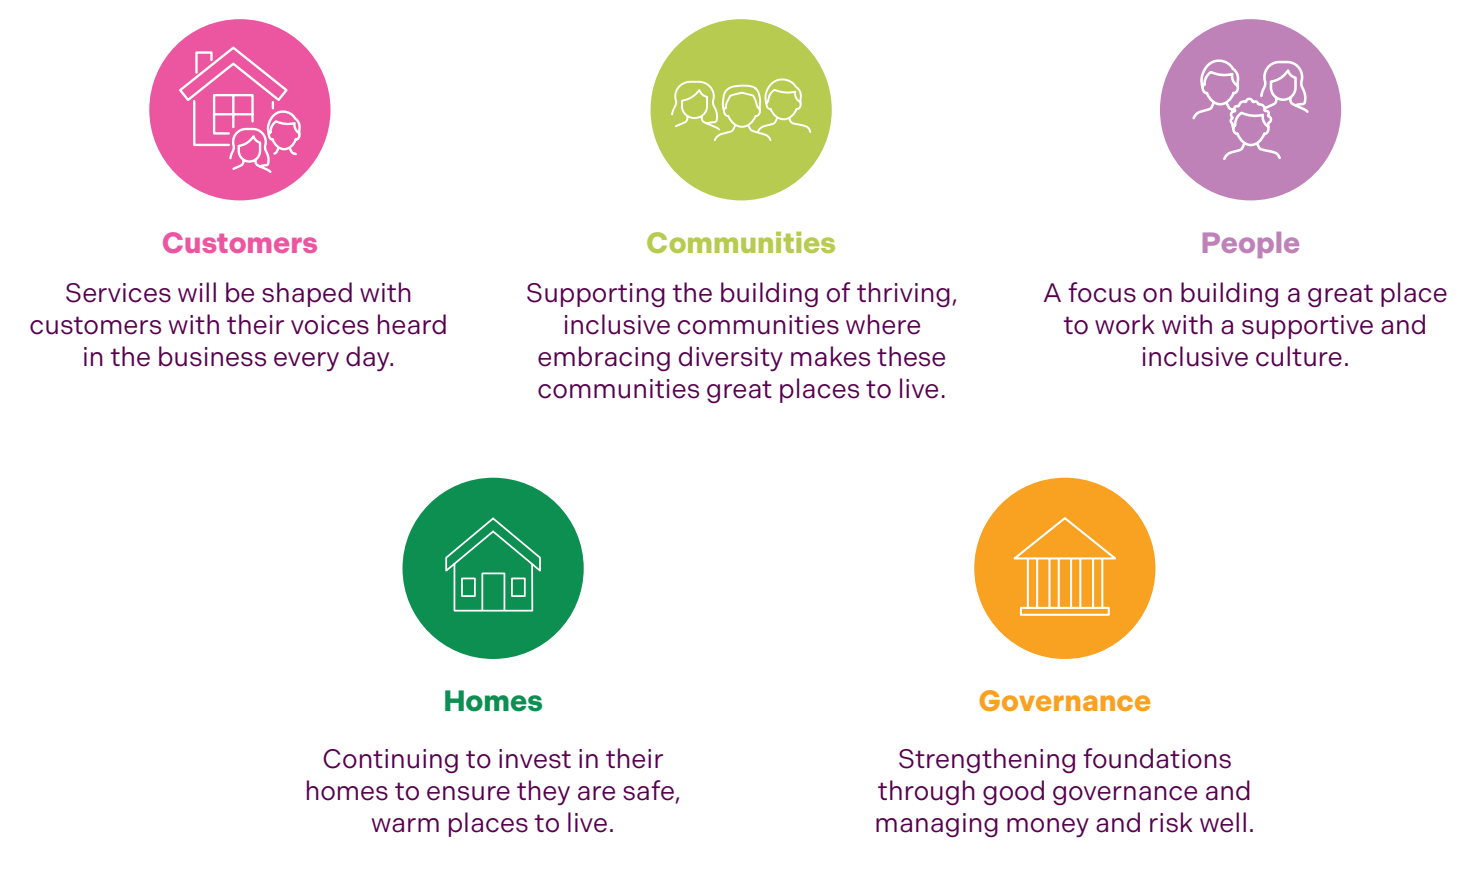 Customers
Services will be shaped with
customers with their voices heard
in the business every day.
Communities
Supporting the building of thriving,
inclusive communities where
embracing diversity makes these
communities great places to live.
People
A focus on building a great place
to work with a supportive and
inclusive culture.
Homes
Continuing to invest in their
homes to ensure they are safe,
warm places to live.
Governance
Strengthening foundations
through good governance and
managing money and risk well.